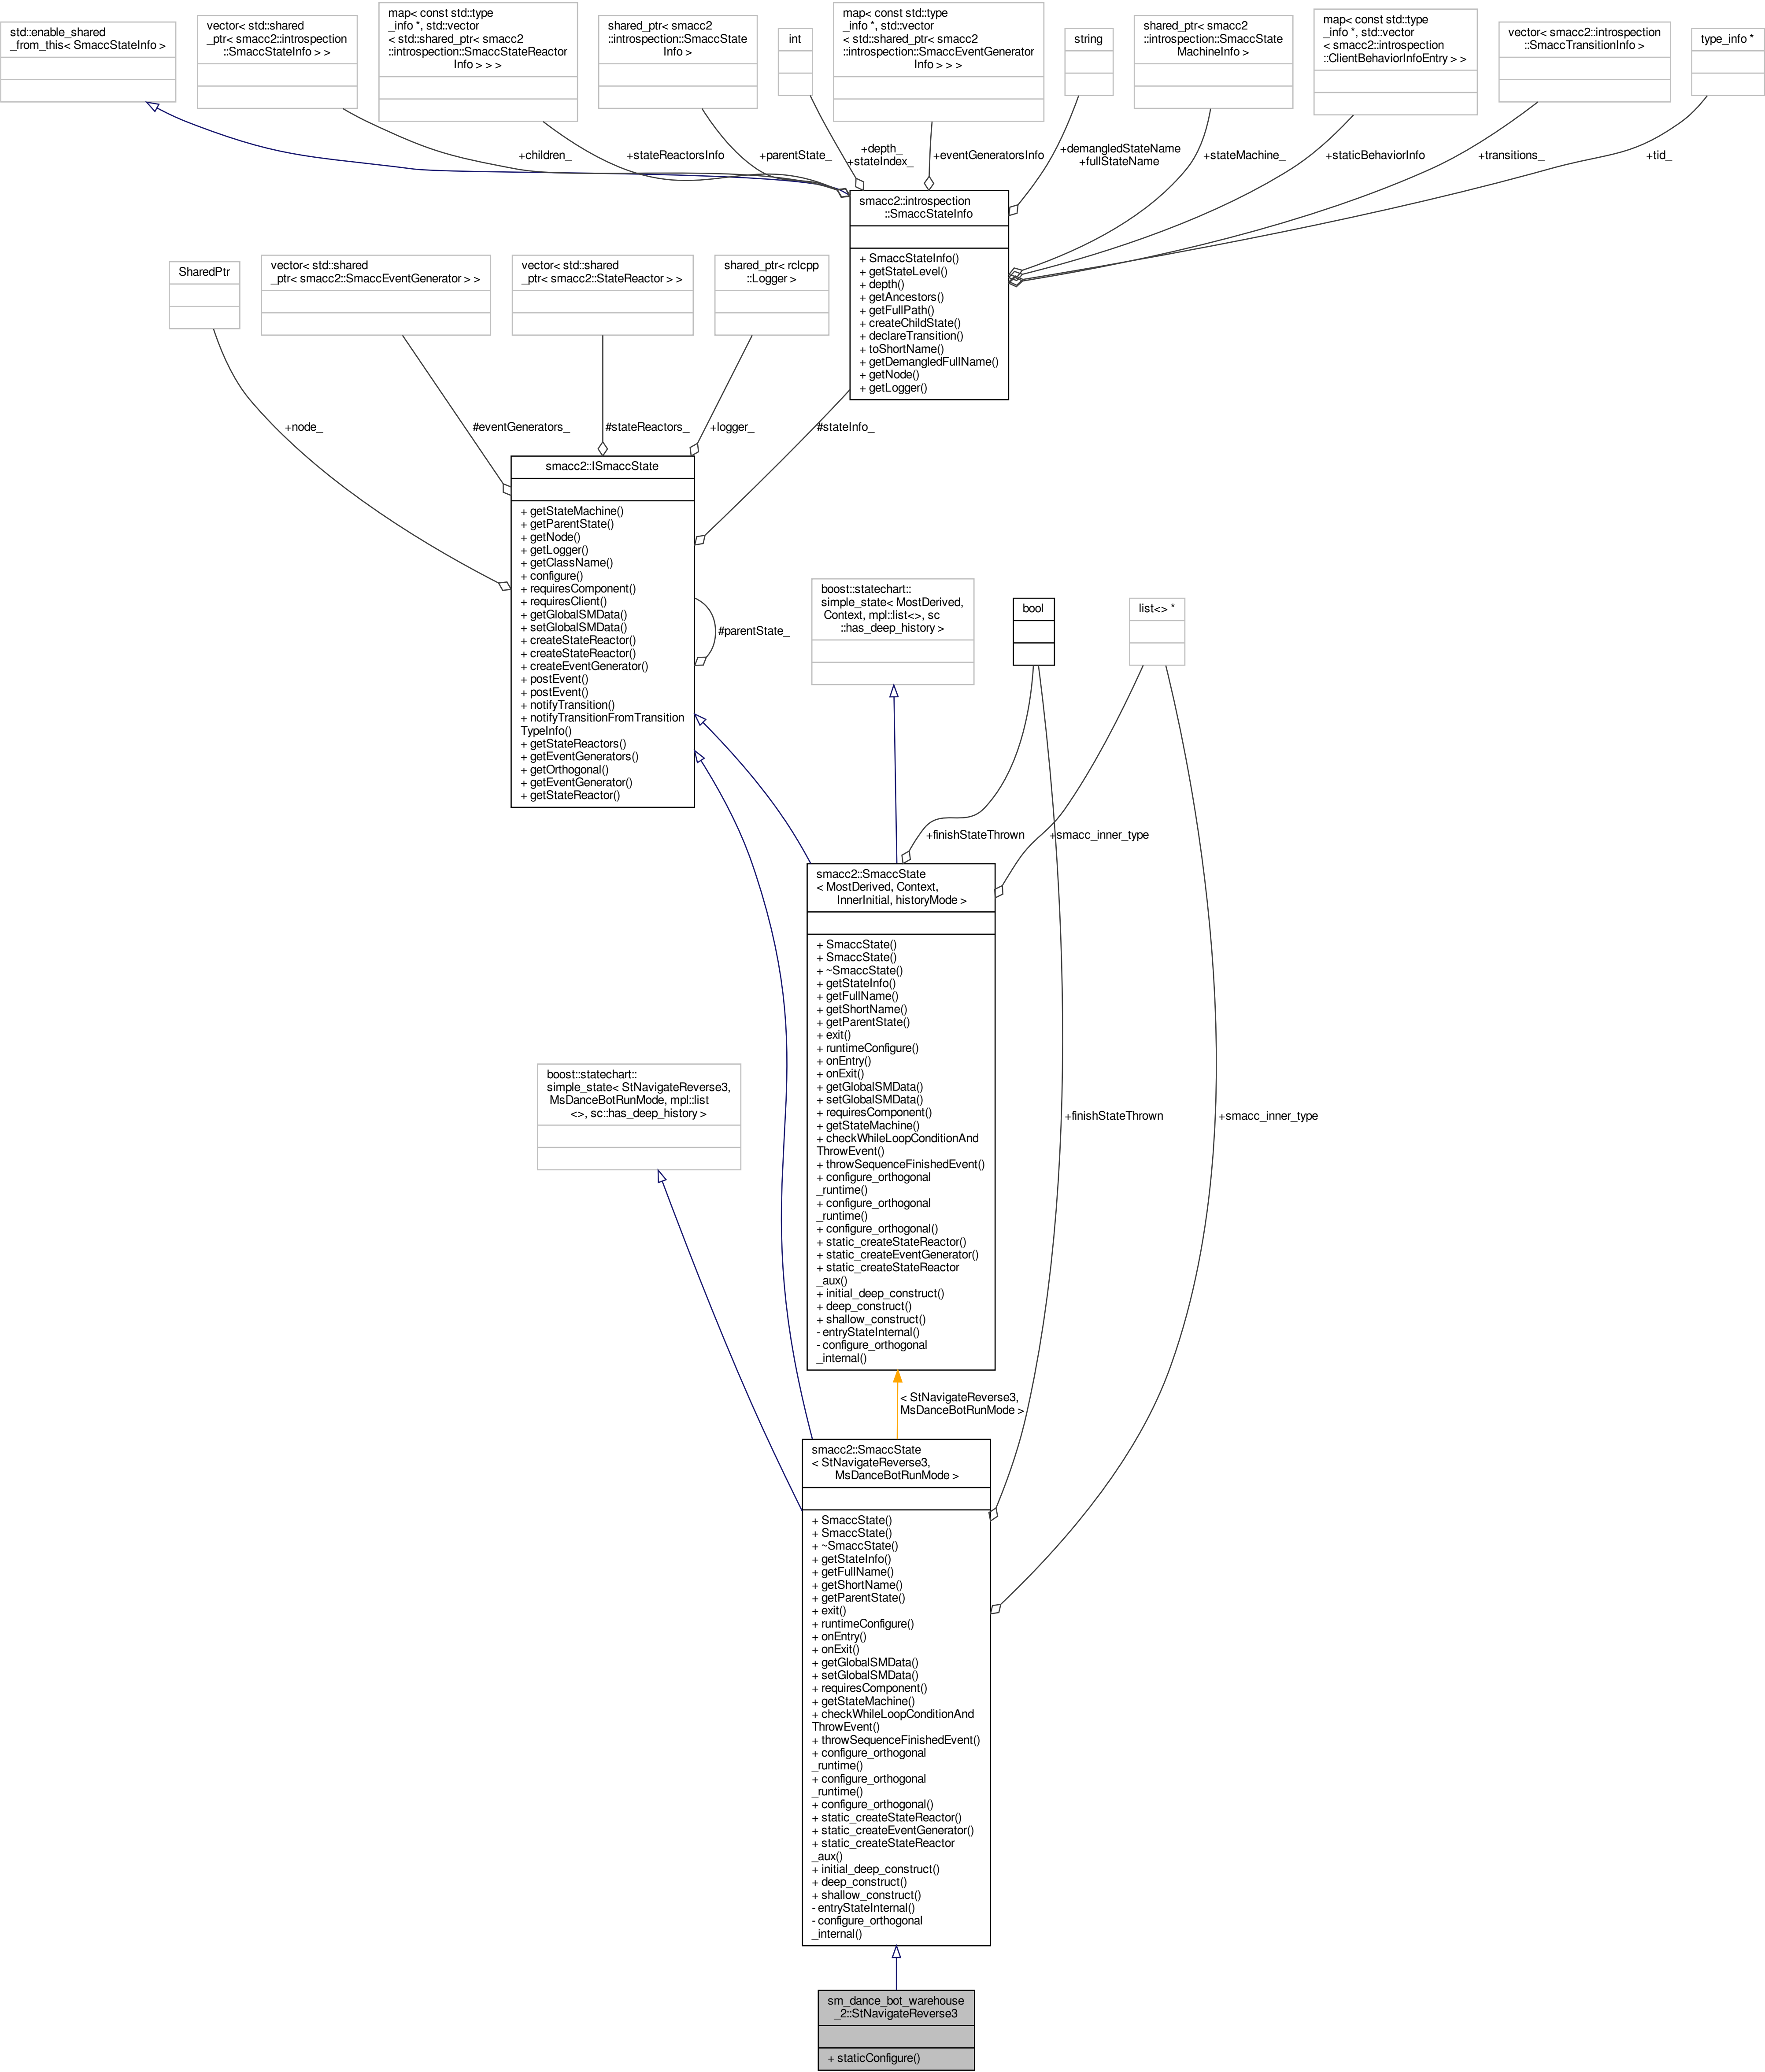 std::enable_shared
_from_this< SmaccStateInfo >
vector< std::shared
_ptr< smacc2::introspection
::SmaccStateInfo > >
map< const std::type
_info *, std::vector
< std::shared_ptr< smacc2
::introspection::SmaccStateReactor
Info > > >
shared_ptr< smacc2
::introspection::SmaccState
Info >
int
map< const std::type
_info *, std::vector
< std::shared_ptr< smacc2
::introspection::SmaccEventGenerator
Info > > >
string
shared_ptr< smacc2
::introspection::SmaccState
MachineInfo >
map< const std::type
_info *, std::vector
< smacc2::introspection
::ClientBehaviorInfoEntry > >
vector< smacc2::introspection
::SmaccTransitionInfo >
type_info *
+children_
+stateReactorsInfo
+parentState_
+depth_
+stateIndex_
+eventGeneratorsInfo
+demangledStateName
+fullStateName
+stateMachine_
+staticBehaviorInfo
+transitions_
+tid_
smacc2::introspection
::SmaccStateInfo
+ SmaccStateInfo()
+ getStateLevel()
+ depth()
+ getAncestors()
+ getFullPath()
+ createChildState()
+ declareTransition()
+ toShortName()
+ getDemangledFullName()
+ getNode()
+ getLogger()
SharedPtr
vector< std::shared
_ptr< smacc2::SmaccEventGenerator > >
vector< std::shared
_ptr< smacc2::StateReactor > >
shared_ptr< rclcpp
::Logger >
+node_
#eventGenerators_
#stateReactors_
+logger_
#stateInfo_
smacc2::ISmaccState
+ getStateMachine()
+ getParentState()
+ getNode()
+ getLogger()
+ getClassName()
+ configure()
+ requiresComponent()
+ requiresClient()
+ getGlobalSMData()
+ setGlobalSMData()
+ createStateReactor()
+ createStateReactor()
+ createEventGenerator()
+ postEvent()
+ postEvent()
+ notifyTransition()
+ notifyTransitionFromTransition
TypeInfo()
+ getStateReactors()
+ getEventGenerators()
+ getOrthogonal()
+ getEventGenerator()
+ getStateReactor()
#parentState_
boost::statechart::
simple_state< MostDerived,
Context, mpl::list<>, sc
::has_deep_history >
bool
list<> *
+finishStateThrown
+smacc_inner_type
smacc2::SmaccState
< MostDerived, Context,
InnerInitial, historyMode >
+ SmaccState()
+ SmaccState()
+ ~SmaccState()
+ getStateInfo()
+ getFullName()
+ getShortName()
+ getParentState()
+ exit()
+ runtimeConfigure()
+ onEntry()
+ onExit()
+ getGlobalSMData()
+ setGlobalSMData()
+ requiresComponent()
+ getStateMachine()
+ checkWhileLoopConditionAnd
ThrowEvent()
+ throwSequenceFinishedEvent()
+ configure_orthogonal
_runtime()
+ configure_orthogonal
_runtime()
+ configure_orthogonal()
+ static_createStateReactor()
+ static_createEventGenerator()
+ static_createStateReactor
_aux()
+ initial_deep_construct()
+ deep_construct()
+ shallow_construct()
- entryStateInternal()
- configure_orthogonal
_internal()
boost::statechart::
simple_state< StNavigateReverse3,
MsDanceBotRunMode, mpl::list
<>, sc::has_deep_history >
+finishStateThrown
+smacc_inner_type
< StNavigateReverse3,
MsDanceBotRunMode >
smacc2::SmaccState
< StNavigateReverse3,
MsDanceBotRunMode >
+ SmaccState()
+ SmaccState()
+ ~SmaccState()
+ getStateInfo()
+ getFullName()
+ getShortName()
+ getParentState()
+ exit()
+ runtimeConfigure()
+ onEntry()
+ onExit()
+ getGlobalSMData()
+ setGlobalSMData()
+ requiresComponent()
+ getStateMachine()
+ checkWhileLoopConditionAnd
ThrowEvent()
+ throwSequenceFinishedEvent()
+ configure_orthogonal
_runtime()
+ configure_orthogonal
_runtime()
+ configure_orthogonal()
+ static_createStateReactor()
+ static_createEventGenerator()
+ static_createStateReactor
_aux()
+ initial_deep_construct()
+ deep_construct()
+ shallow_construct()
- entryStateInternal()
- configure_orthogonal
_internal()
sm_dance_bot_warehouse
_2::StNavigateReverse3
+ staticConfigure()